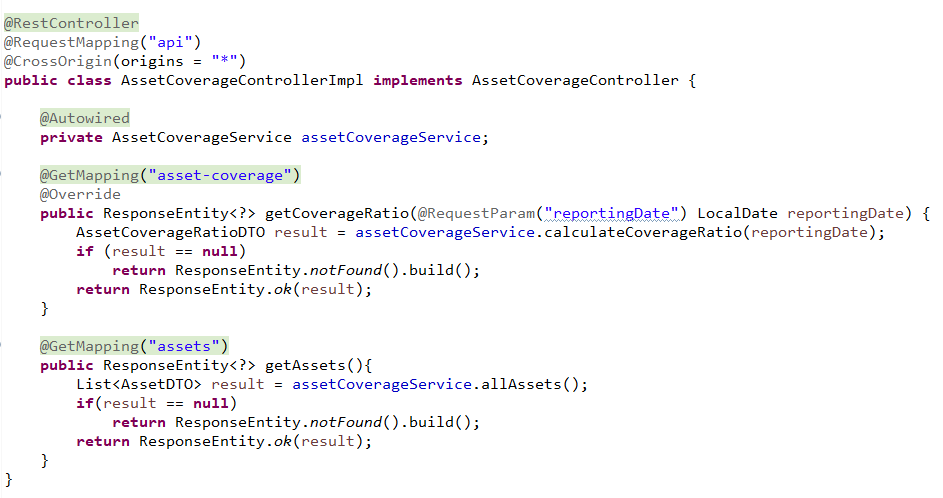 @RestController
@RequestMapping("api")
@CrossOrigin(origins = "*")
public class AssetCoverageControllerImpl implements AssetCoverageController {
@Autowired
private AssetCoverageService assetCoverageService;
@GetMapping("asset-coverage")
@Override
public ResponseEntity<?> getCoverageRatio(@RequestParam("reportingDate") LocalDate reportingDate) {
AssetCoverageRatioDTO result = assetCoverageService.calculateCoverageRatio(reportingDate);
if (result == null)
return ResponseEntity.notFound().build();
return ResponseEntity.ok(result);
}
@GetMapping("assets")
public ResponseEntity<?> getAssets(){
List<AssetDTO> result = assetCoverageService.allAssets();
if(result == null)
return ResponseEntity.notFound().build();
return ResponseEntity.ok(result);
}
}